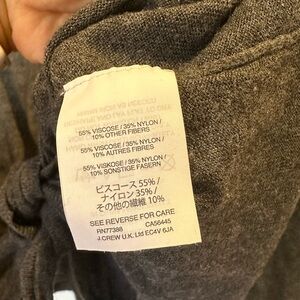 55% VISCOSE / 35% NYLON /
10% OTHER FIBERS
55% VISCOSE / 35% NYLON /
10% AUTRES FIBRES
55% VISKOSE / 35% NYLON /
10% SONSTIGE FASERN
ビスコース 55% /
ナイロン 35% /
その他の繊維 10%
SEE REVERSE FOR CARE
RN77388 CA56445
J.CREW U.K. Ltd EC4V 6JA